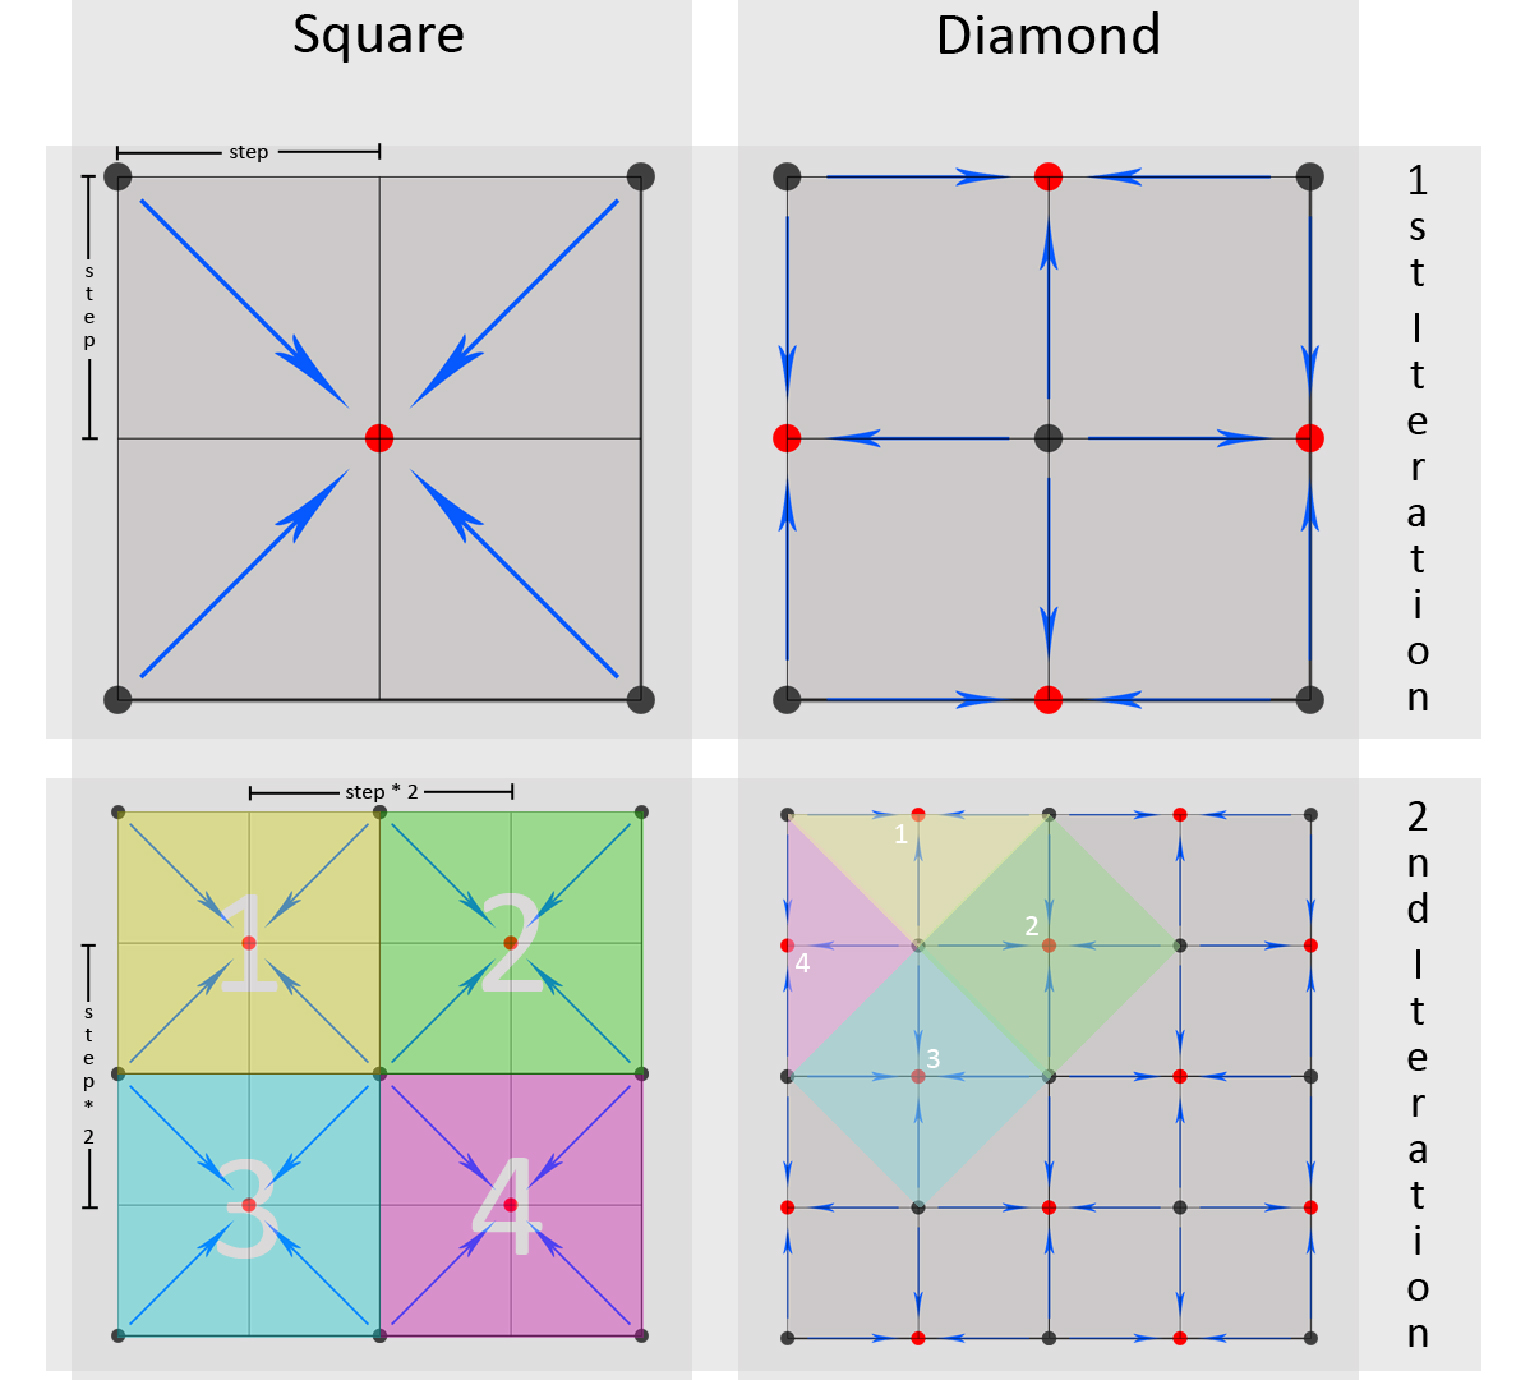 Square
Diamond
step
step
1st Iteration
step * 2
1
2
step * 2
3
4
1
2
4
3
2nd Iteration